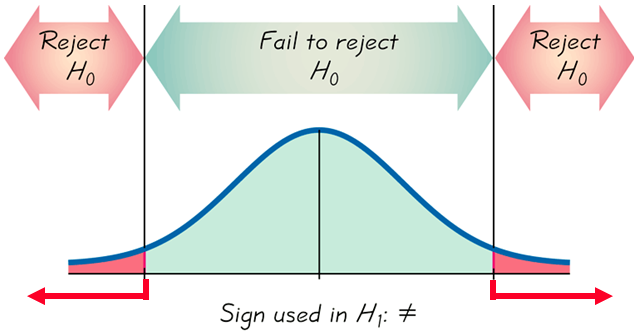 Reject
H₀
Fail to reject
H₀
Reject
H₀
Sign used in H₁: ≠